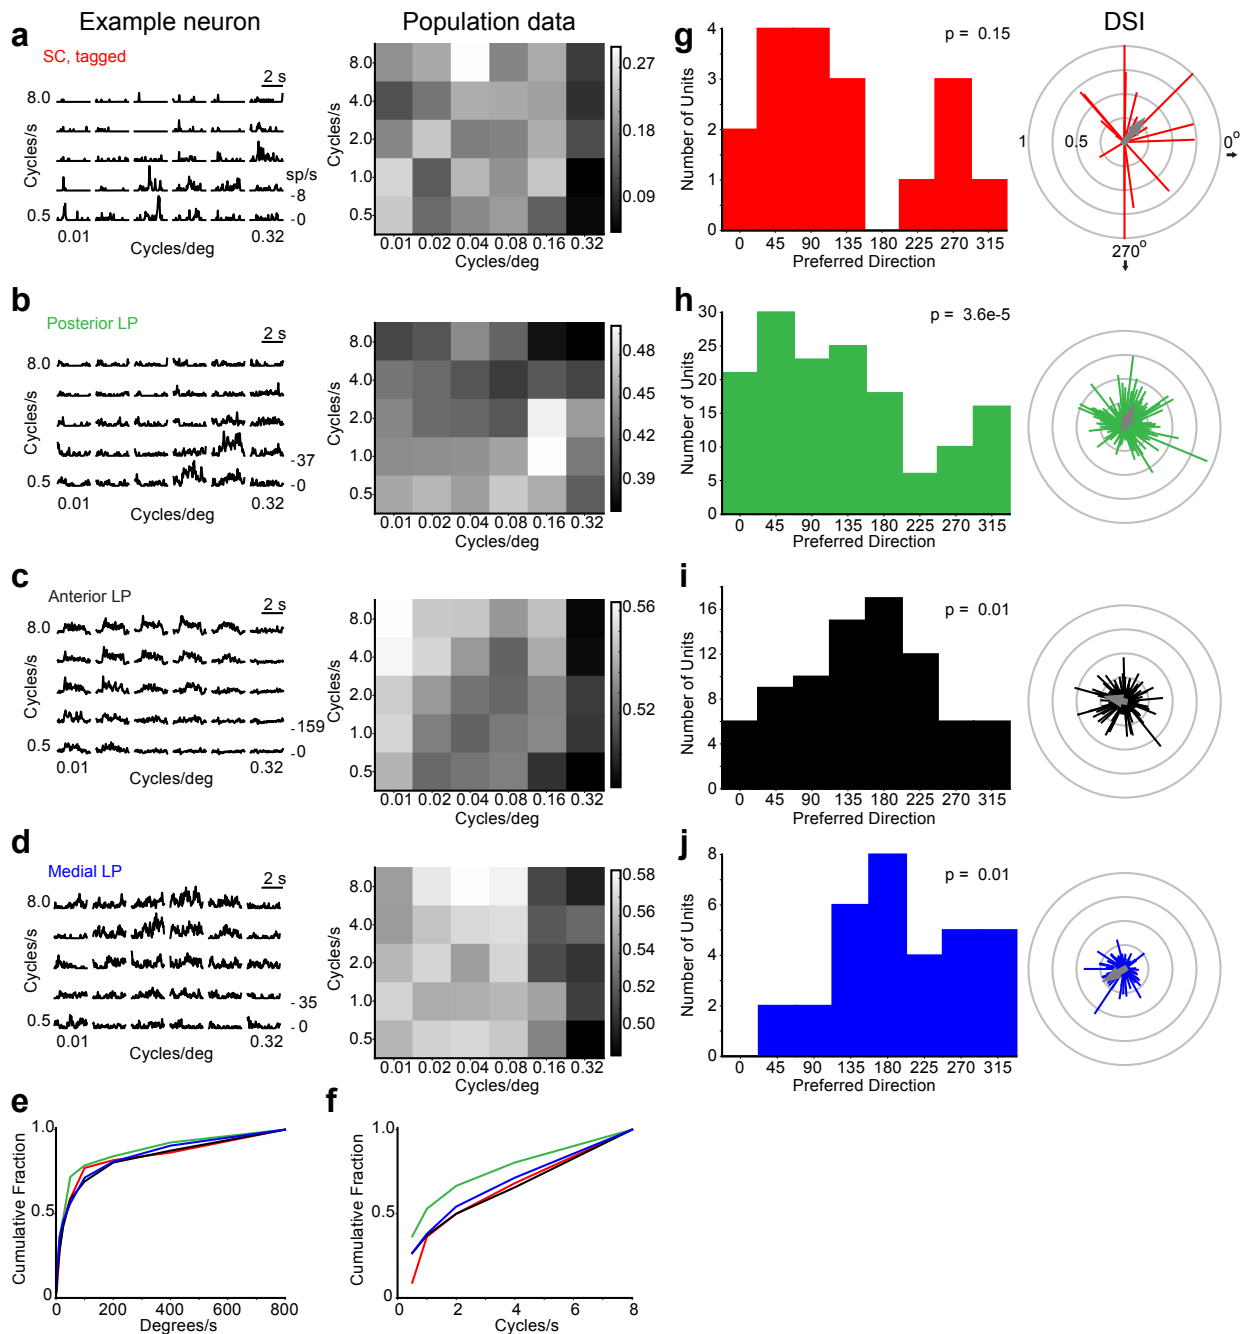 Example neuron
Population data
DSI
a
SC, tagged
2 s
8.0
Cycles/s
0.5
sp/s
-8
-0
0.01
0.32
Cycles/deg
8.0
4.0
2.0
1.0
0.5
Cycles/s
0.01 0.02 0.04 0.08 0.16 0.32
Cycles/deg
0.27
0.18
0.09
g
p = 0.15
4
3
2
1
0
Number of Units
0 45 90 135 180 225 270 315
Preferred Direction
1
0.5
0°
270°
b
Posterior LP
2 s
8.0
Cycles/s
0.5
-37
-0
0.01
0.32
Cycles/deg
8.0
4.0
2.0
1.0
0.5
Cycles/s
0.01 0.02 0.04 0.08 0.16 0.32
Cycles/deg
0.48
0.45
0.42
0.39
h
p = 3.6e-5
30
25
20
15
10
5
0
Number of Units
0 45 90 135 180 225 270 315
Preferred Direction
c
Anterior LP
2 s
8.0
Cycles/s
0.5
-159
-0
0.01
0.32
Cycles/deg
8.0
4.0
2.0
1.0
0.5
Cycles/s
0.01 0.02 0.04 0.08 0.16 0.32
Cycles/deg
0.56
0.52
i
p = 0.01
16
12
8
4
0
Number of Units
0 45 90 135 180 225 270 315
Preferred Direction
d
Medial LP
2 s
8.0
Cycles/s
0.5
-35
-0
0.01
0.32
Cycles/deg
8.0
4.0
2.0
1.0
0.5
Cycles/s
0.01 0.02 0.04 0.08 0.16 0.32
Cycles/deg
0.58
0.56
0.54
0.52
0.50
j
p = 0.01
8
6
4
2
0
Number of Units
0 45 90 135 180 225 270 315
Preferred Direction
e
1.0
0.5
0
Cumulative Fraction
0 200 400 600 800
Degrees/s
f
1.0
0.5
0
Cumulative Fraction
0 2 4 6 8
Cycles/s